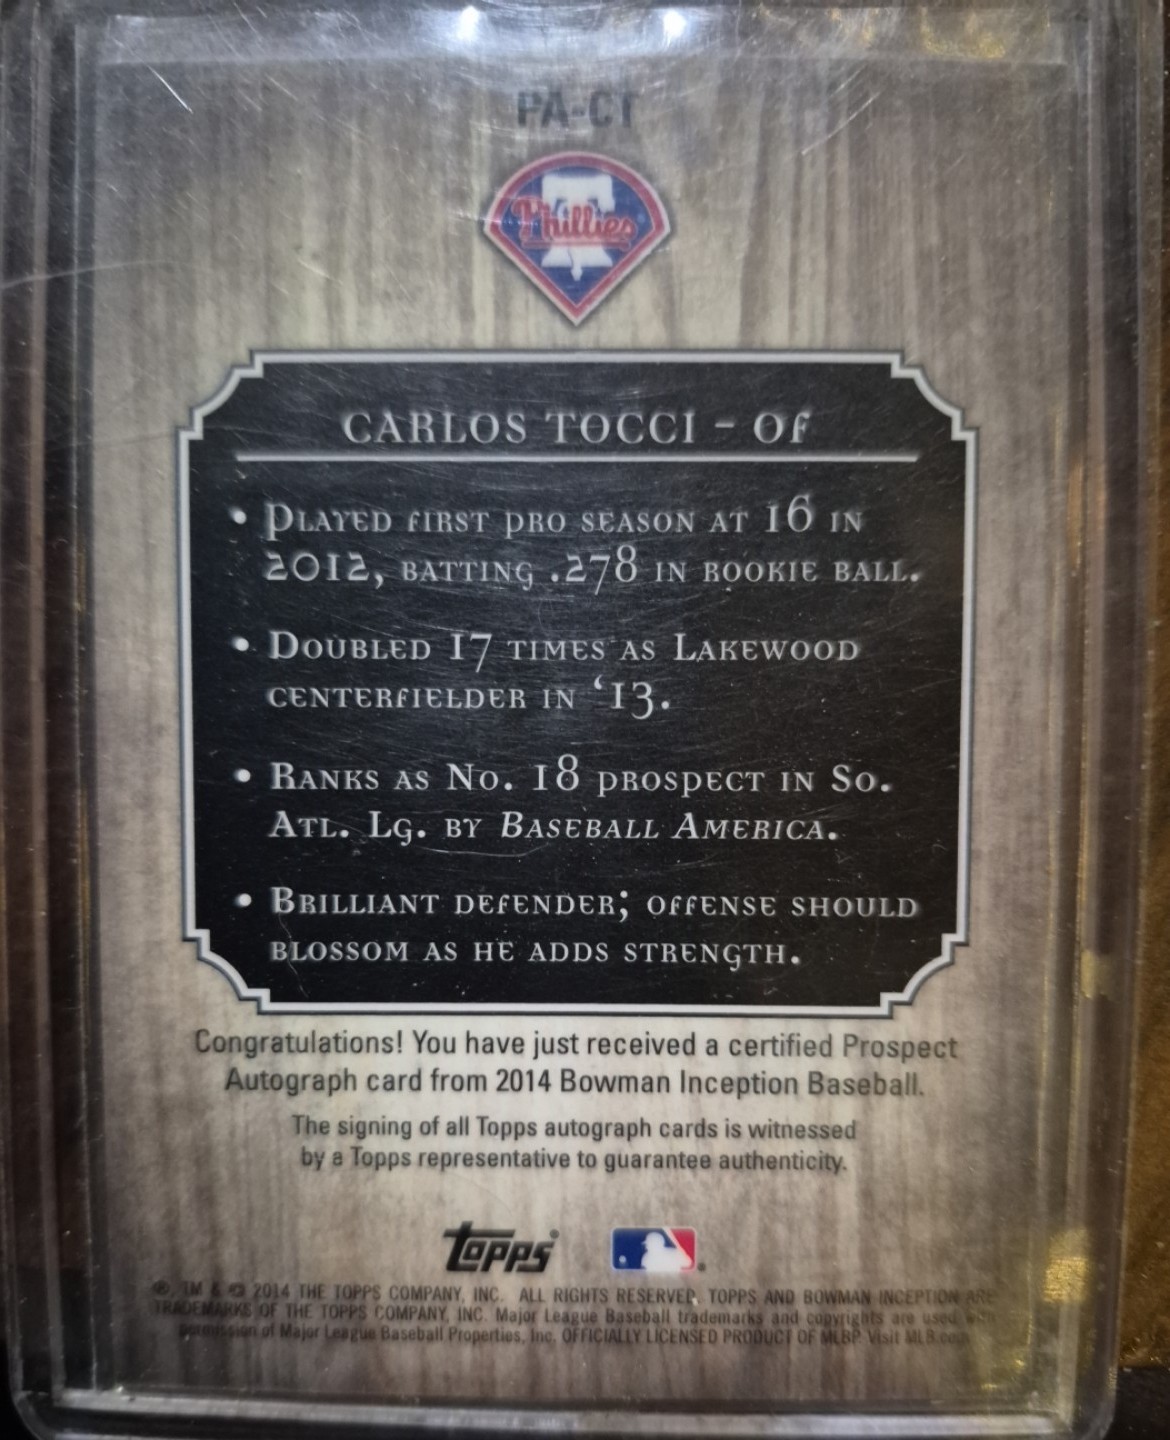 PA-CT
Phillies
CARLOS TOCCI - OF
• PLAYED FIRST PRO SEASON AT 16 IN
2012, BATTING .278 IN ROOKIE BALL.
• DOUBLED 17 TIMES AS LAKEWOOD
CENTERFIELDER IN ‘13.
• RANKS AS NO. 18 PROSPECT IN SO.
ATL. LG. BY BASEBALL AMERICA.
• BRILLIANT DEFENDER; OFFENSE SHOULD
BLOSSOM AS HE ADDS STRENGTH.
Congratulations! You have just received a certified Prospect
Autograph card from 2014 Bowman Inception Baseball.
The signing of all Topps autograph cards is witnessed
by a Topps representative to guarantee authenticity.
topps®
®, TM & © 2014 THE TOPPS COMPANY, INC. ALL RIGHTS RESERVED. TOPPS AND BOWMAN INCEPTION ARE
TRADEMARKS OF THE TOPPS COMPANY, INC. Major League Baseball trademarks and copyrights are used with
permission of Major League Baseball Properties, Inc. OFFICIALLY LICENSED PRODUCT OF MLBP. Visit MLB.com